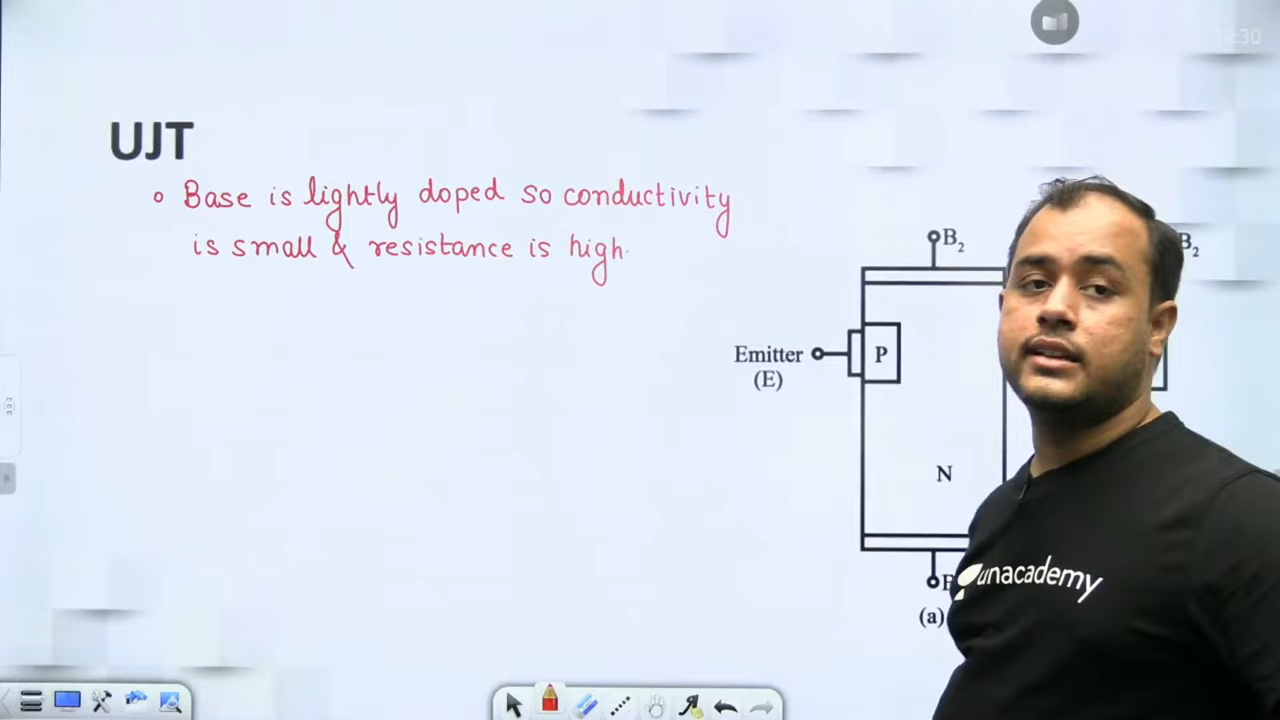 UJT
Base is lightly doped so conductivity
is small & resistance is high.
B₂
B₂
Emitter
(E)
P
N
(a)
unacademy